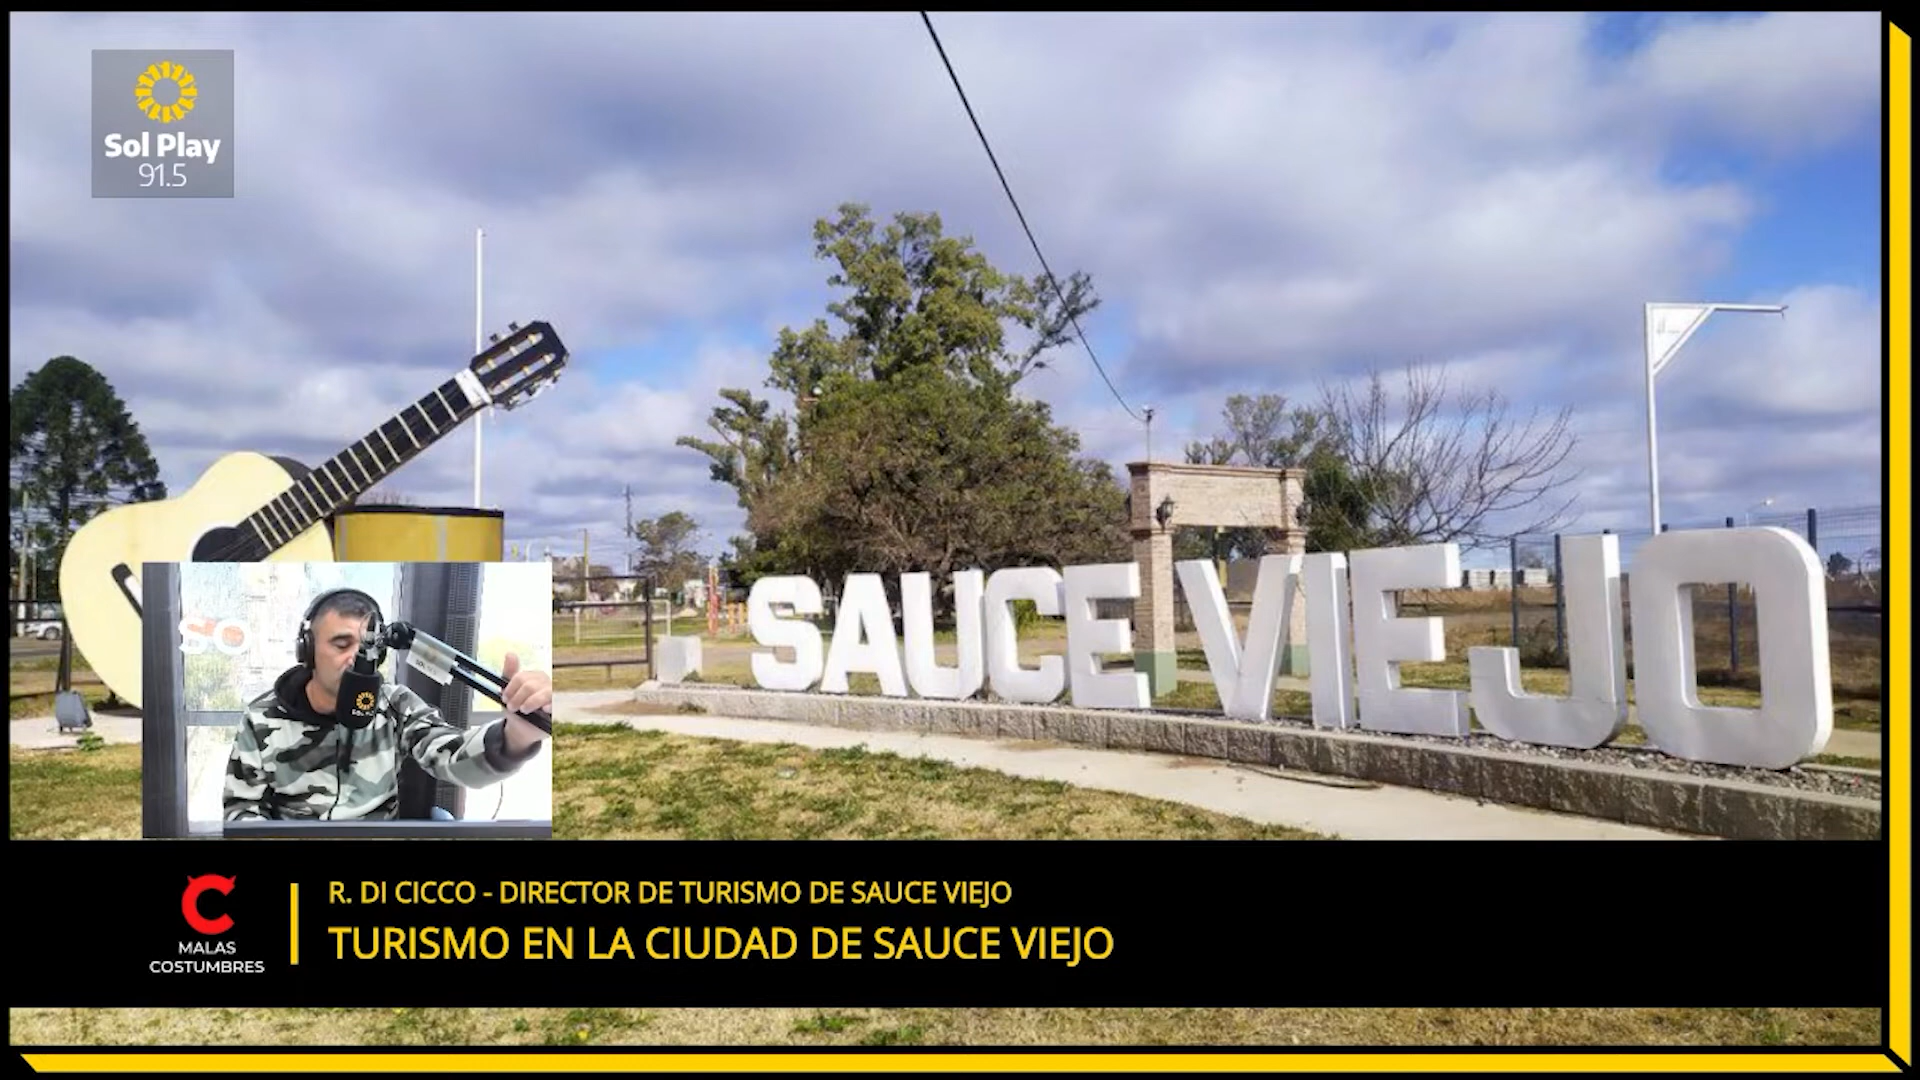 Sol Play
91.5
SAUCE VIEJO
SOL
R. DI CICCO - DIRECTOR DE TURISMO DE SAUCE VIEJO
TURISMO EN LA CIUDAD DE SAUCE VIEJO
C
MALAS
COSTUMBRES